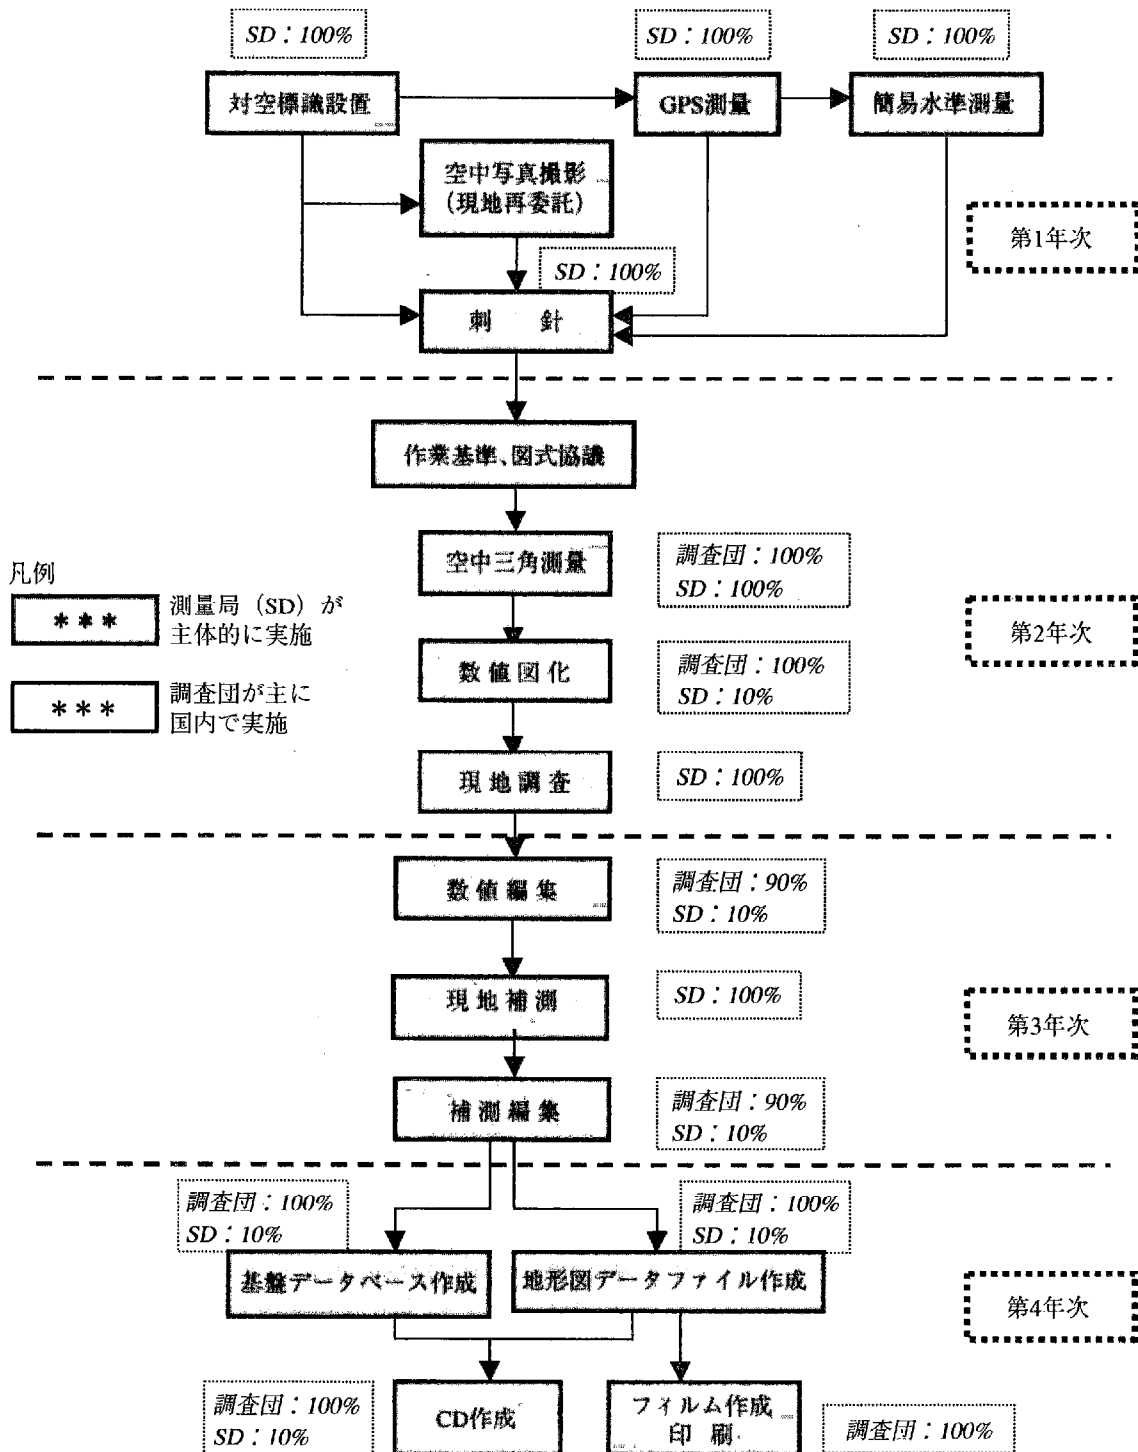 SD：100%
SD：100%
SD：100%
対空標識設置
GPS測量
簡易水準測量
空中写真撮影
(現地再委託)
第1年次
SD：100%
刺　針
作業基準、図式協議
空中三角測量
調査団：100%
SD：100%
凡例
＊＊＊
測量局（SD）が
主体的に実施
第2年次
数値図化
調査団：100%
SD：10%
＊＊＊
調査団が主に
国内で実施
現地調査
SD：100%
数値編集
調査団：90%
SD：10%
現地補測
SD：100%
第3年次
補測編集
調査団：90%
SD：10%
調査団：100%
SD：10%
調査団：100%
SD：10%
基盤データベース作成
地形図データファイル作成
第4年次
調査団：100%
SD：10%
CD作成
フィルム作成
印 刷
調査団：100%